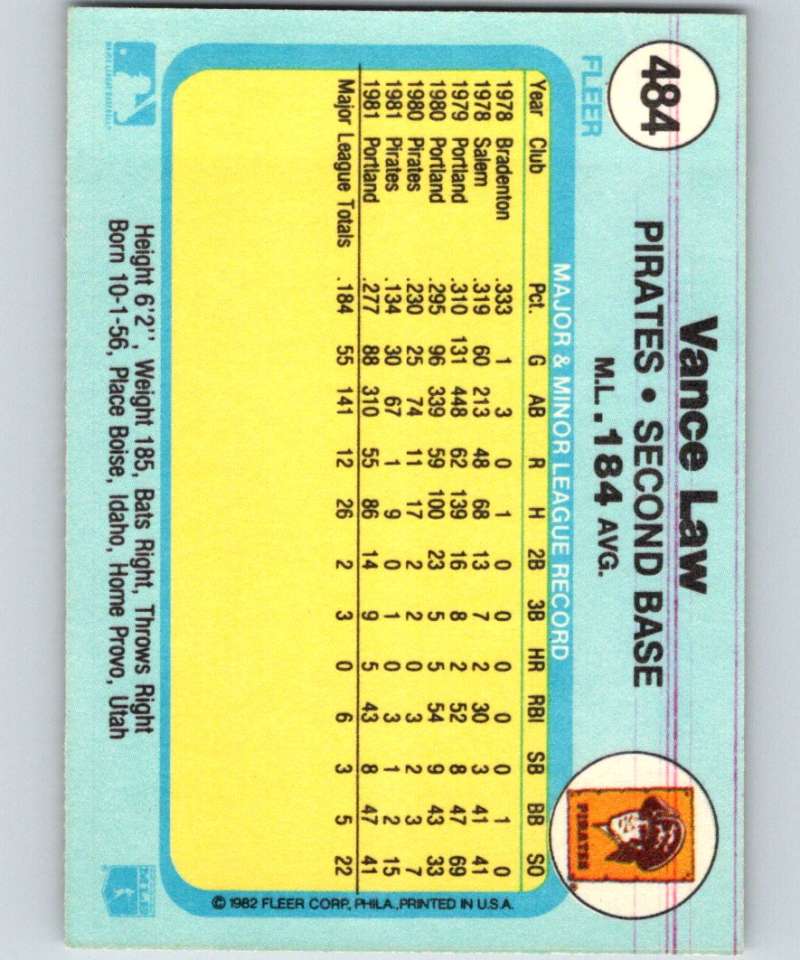 484
Vance Law
PIRATES • SECOND BASE
M.L. .184 AVG.
FLEER
PIRATES
MAJOR & MINOR LEAGUE RECORD
Year Club Pct. G AB R H 2B 3B HR RBI SB BB SO
1978 Bradenton .333 1 3 0 1 0 0 0 0 0 1 0
1978 Salem .319 60 213 48 68 13 7 2 30 3 41 41
1979 Portland .310 131 448 62 139 16 8 2 52 8 47 69
1980 Portland .295 96 339 59 100 23 5 5 54 9 43 33
1980 Pirates .230 25 74 11 17 2 2 0 3 2 3 7
1981 Pirates .134 30 67 1 9 0 1 0 3 1 2 15
1981 Portland .277 88 310 55 86 14 9 5 43 8 47 41
Major League Totals .184 55 141 12 26 2 3 0 6 3 5 22
© 1982 FLEER CORP., PHILA., PRINTED IN U.S.A.
Height 6'2'', Weight 185, Bats Right, Throws Right
Born 10-1-56, Place Boise, Idaho, Home Provo, Utah